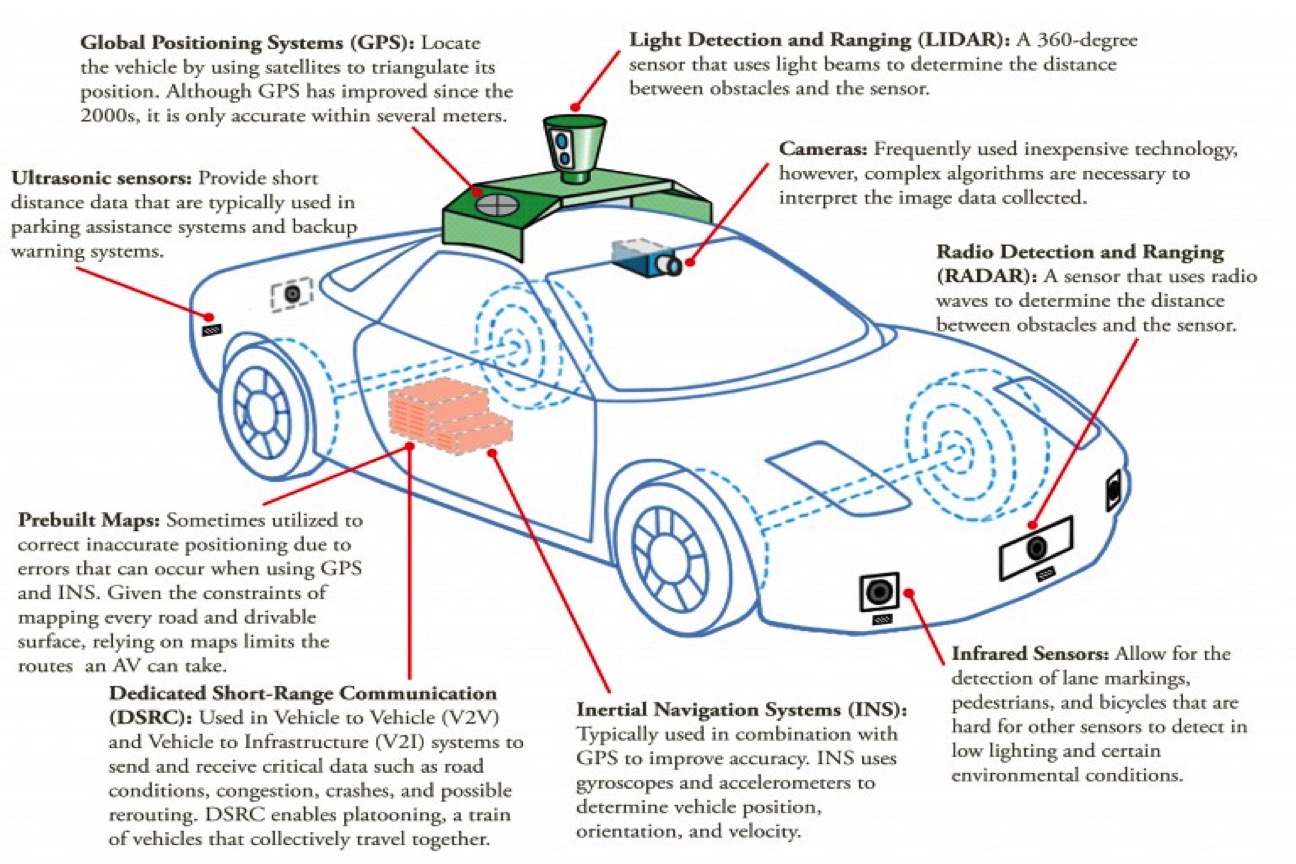 Global Positioning Systems (GPS): Locate
the vehicle by using satellites to triangulate its
position. Although GPS has improved since the
2000s, it is only accurate within several meters.
Light Detection and Ranging (LIDAR): A 360-degree
sensor that uses light beams to determine the distance
between obstacles and the sensor.
Cameras: Frequently used inexpensive technology,
however, complex algorithms are necessary to
interpret the image data collected.
Ultrasonic sensors: Provide short
distance data that are typically used in
parking assistance systems and backup
warning systems.
Radio Detection and Ranging
(RADAR): A sensor that uses radio
waves to determine the distance
between obstacles and the sensor.
Prebuilt Maps: Sometimes utilized to
correct inaccurate positioning due to
errors that can occur when using GPS
and INS. Given the constraints of
mapping every road and drivable
surface, relying on maps limits the
routes an AV can take.
Dedicated Short-Range Communication
(DSRC): Used in Vehicle to Vehicle (V2V)
and Vehicle to Infrastructure (V2I) systems to
send and receive critical data such as road
conditions, congestion, crashes, and possible
rerouting. DSRC enables platooning, a train
of vehicles that collectively travel together.
Inertial Navigation Systems (INS):
Typically used in combination with
GPS to improve accuracy. INS uses
gyroscopes and accelerometers to
determine vehicle position,
orientation, and velocity.
Infrared Sensors: Allow for the
detection of lane markings,
pedestrians, and bicycles that are
hard for other sensors to detect in
low lighting and certain
environmental conditions.